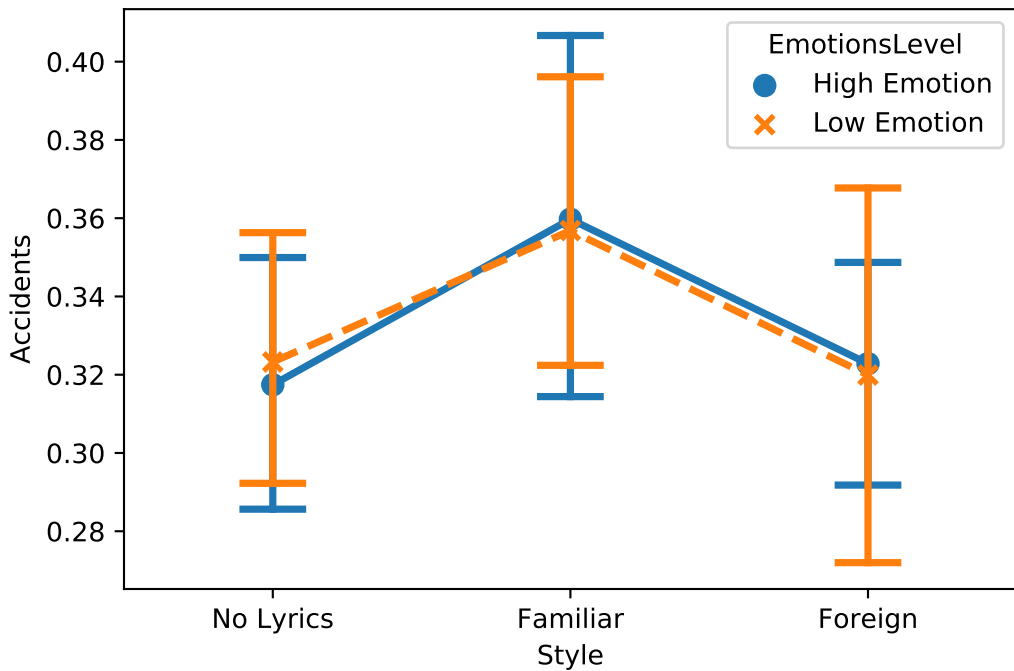 EmotionsLevel
High Emotion
Low Emotion
Accidents
0.40
0.38
0.36
0.34
0.32
0.30
0.28
No Lyrics
Familiar
Foreign
Style